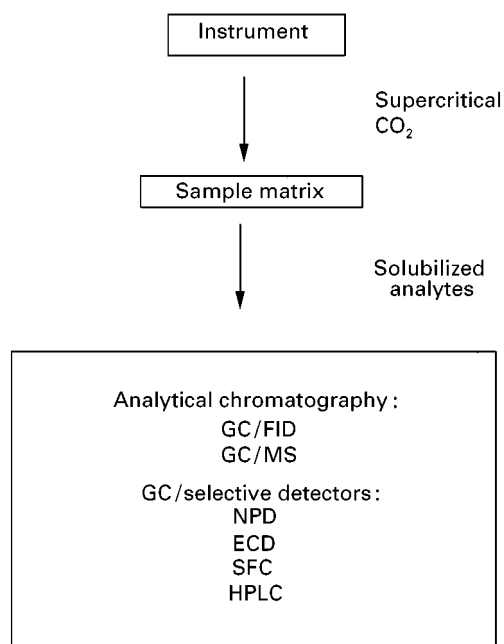 Instrument
Supercritical
CO₂
Sample matrix
Solubilized
analytes
Analytical chromatography :
GC/FID
GC/MS
GC/selective detectors :
NPD
ECD
SFC
HPLC